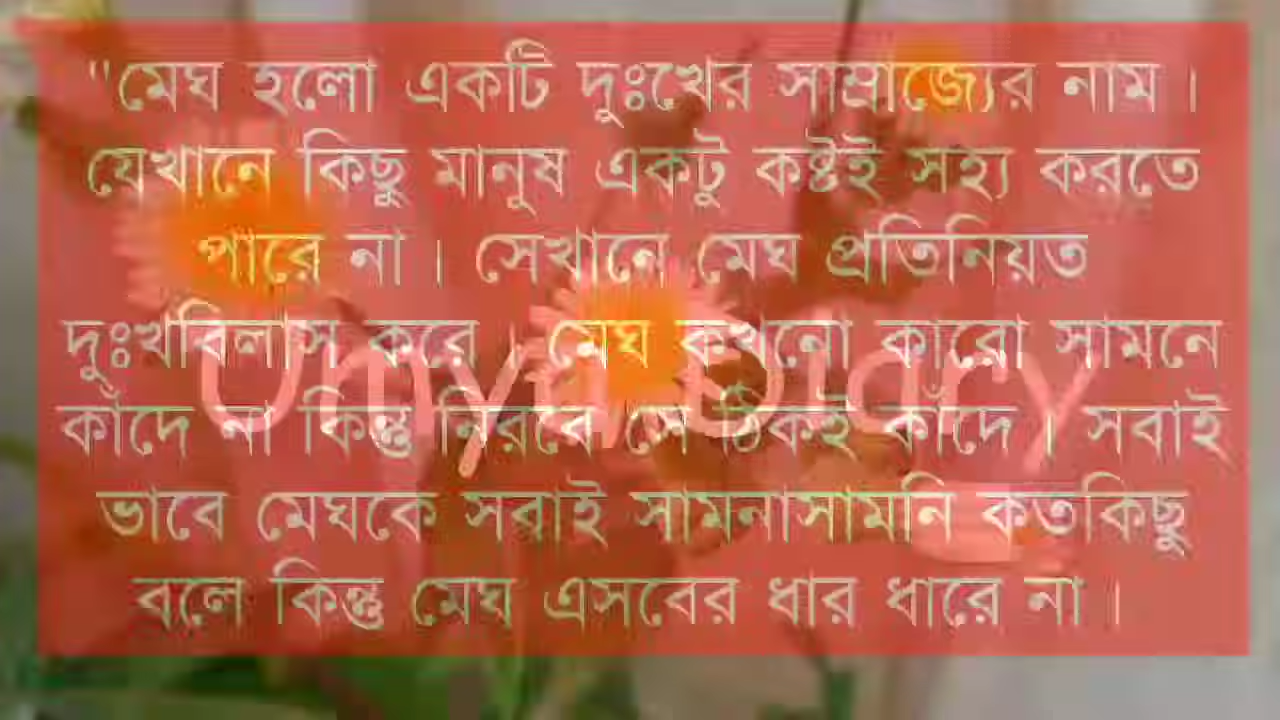 "মেঘ হলো একটি দুঃখের সাম্রাজ্যের নাম ।
যেখানে কিছু মানুষ একটু কষ্টই সহ্য করতে
পারে না । সেখানে মেঘ প্রতিনিয়ত
দুঃখবিলাস করে । মেঘ কখনো কারো সামনে
কাঁদে না কিন্তু নিরবে সে ঠিকই কাঁদে । সবাই
ভাবে মেঘকে সবাই সামনাসামনি কতকিছু
বলে কিন্তু মেঘ এসবের ধার ধারে না ।
Diary